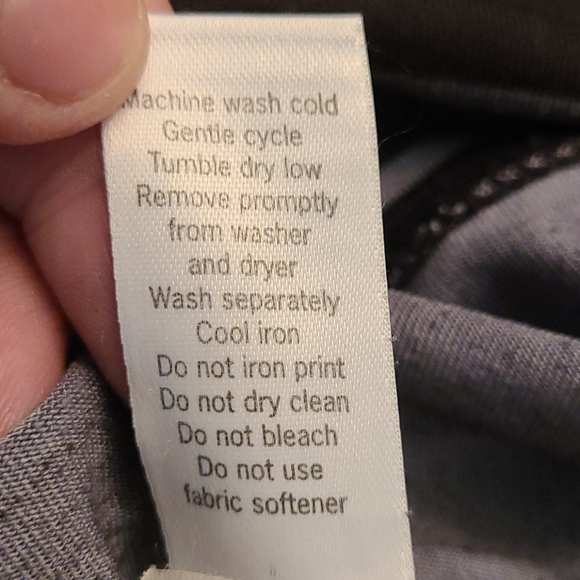 Machine wash cold
Gentle cycle
Tumble dry low
Remove promptly
from washer
and dryer
Wash separately
Cool iron
Do not iron print
Do not dry clean
Do not bleach
Do not use
fabric softener